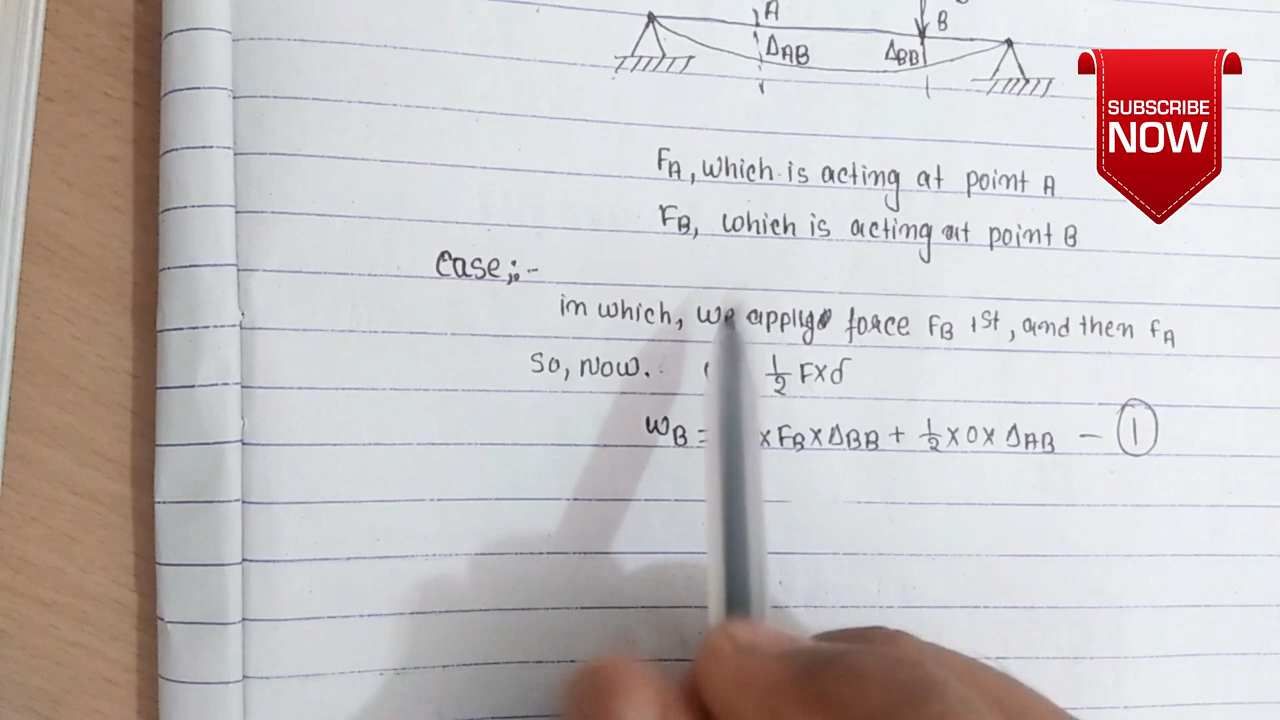 A
B
ΔAB ΔBB
SUBSCRIBE
NOW
FA, which is acting at point A
FB, which is acting at point B
Case;-
in which, we apply force FB 1st, and then FA
So, Now. 1/2 F×δ
WB = ×FB×ΔBB + 1/2 ×0× ΔAB — ①